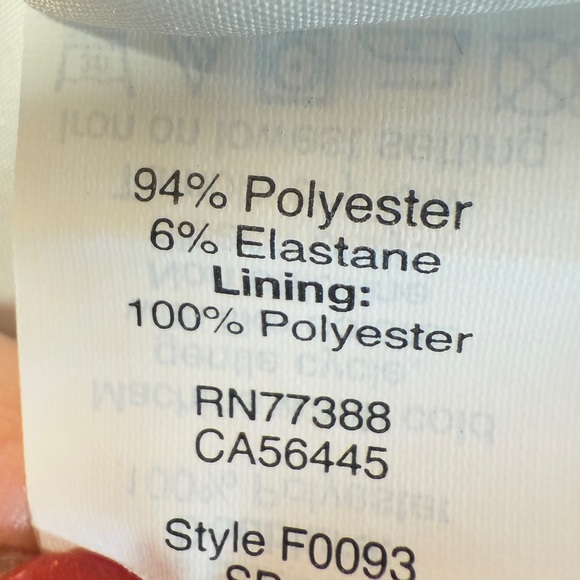 94% Polyester
6% Elastane
Lining:
100% Polyester
RN77388
CA56445
Style F0093